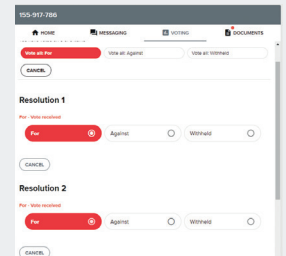 155-917-786
HOME MESSAGING VOTING DOCUMENTS
Vote all For Vote all Against Vote all Withheld
CANCEL
Resolution 1
For - Vote received
For Against Withheld
CANCEL
Resolution 2
For - Vote received
For Against Withheld
CANCEL